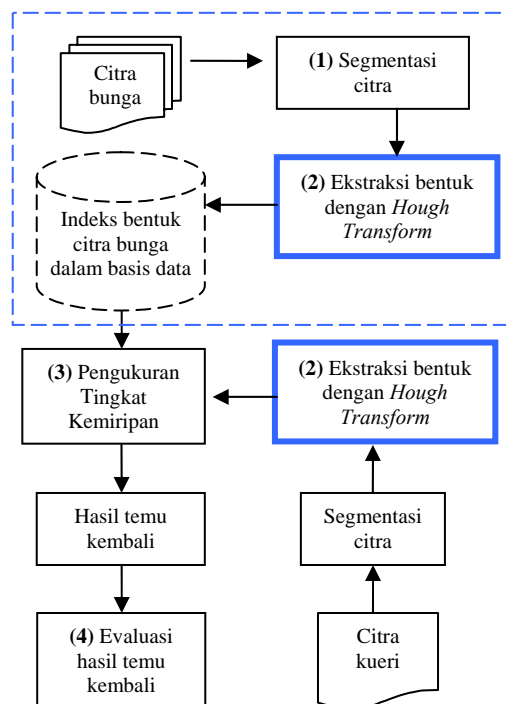 Citra
bunga
(1) Segmentasi
citra
(2) Ekstraksi bentuk
dengan Hough
Transform
Indeks bentuk
citra bunga
dalam basis data
(3) Pengukuran
Tingkat
Kemiripan
(2) Ekstraksi bentuk
dengan Hough
Transform
Hasil temu
kembali
Segmentasi
citra
(4) Evaluasi
hasil temu
kembali
Citra
kueri